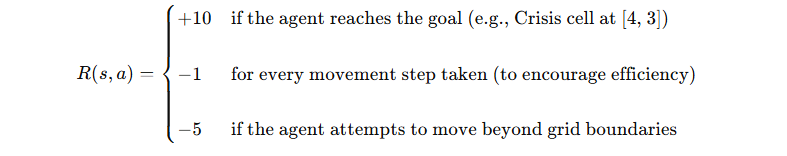 +10 if the agent reaches the goal (e.g., Crisis cell at [4, 3])
R(s, a) = { −1 for every movement step taken (to encourage efficiency)
−5 if the agent attempts to move beyond grid boundaries